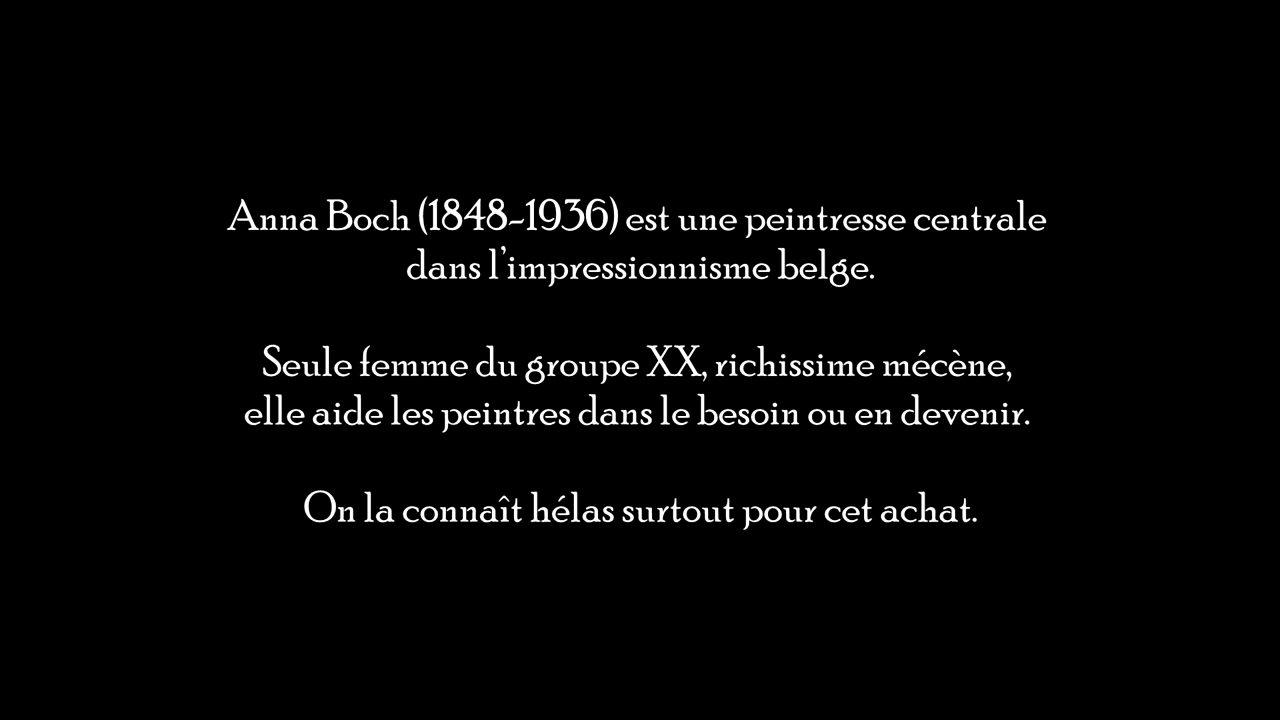 Anna Boch (1848-1936) est une peintresse centrale
dans l'impressionnisme belge.
Seule femme du groupe XX, richissime mécène,
elle aide les peintres dans le besoin ou en devenir.
On la connaît hélas surtout pour cet achat.